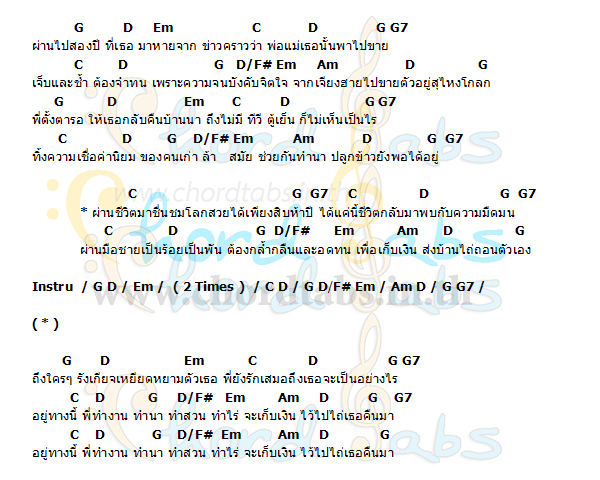 G D Em C D G G7
ผ่านไปสองปี ที่เธอ มาหายจาก ข่าวคราวว่า พ่อแม่เธอนั้นพาไปขาย
C D G D/F# Em Am D G
เจ็บและช้ำ ต้องจำทน เพราะความจนบังคับจิตใจ จากเจียงฮายไปขายตัวอยู่สุไหงโกลก
G D Em C D G G7
พี่ตั้งตารอ ให้เธอกลับคืนบ้านนา ถึงไม่มี ทีวี ตู้เย็น ก็ไม่เห็นเป็นไร
C D G D/F# Em Am D G G7
ทิ้งความเชื่อค่านิยม ของคนเก่า ล้า สมัย ช่วยกันทำนา ปลูกข้าวยังพอได้อยู่
www.chordtabs.in.th
C G G7 C D G G7
* ผ่านชีวิตมาชื่นชมโลกสวยได้เพียงสิบห้าปี ได้แค่นี้ชีวิตกลับมาพบกับความมืดมน
C D G D/F# Em Am D G
ผ่านมือชายเป็นร้อยเป็นพัน ต้องกล้ำกลืนและอดทน เพื่อเก็บเงิน ส่งบ้านไถ่ถอนตัวเอง
Instru / G D / Em / ( 2 Times ) / C D / G D/F# Em / Am D / G G7 /
www.chordtabs.in.th
( * )
G D Em C D G G7
ถึงใครๆ รังเกียจเหยียดหยามตัวเธอ พี่ยังรักเสมอถึงเธอจะเป็นอย่างไร
C D G D/F# Em Am D G G7
อยู่ทางนี้ พี่ทำงาน ทำนา ทำสวน ทำไร่ จะเก็บเงิน ไว้ไปไถ่เธอคืนมา
C D G D/F# Em Am D G
อยู่ทางนี้ พี่ทำงาน ทำนา ทำสวน ทำไร่ จะเก็บเงิน ไว้ไปไถ่เธอคืนมา